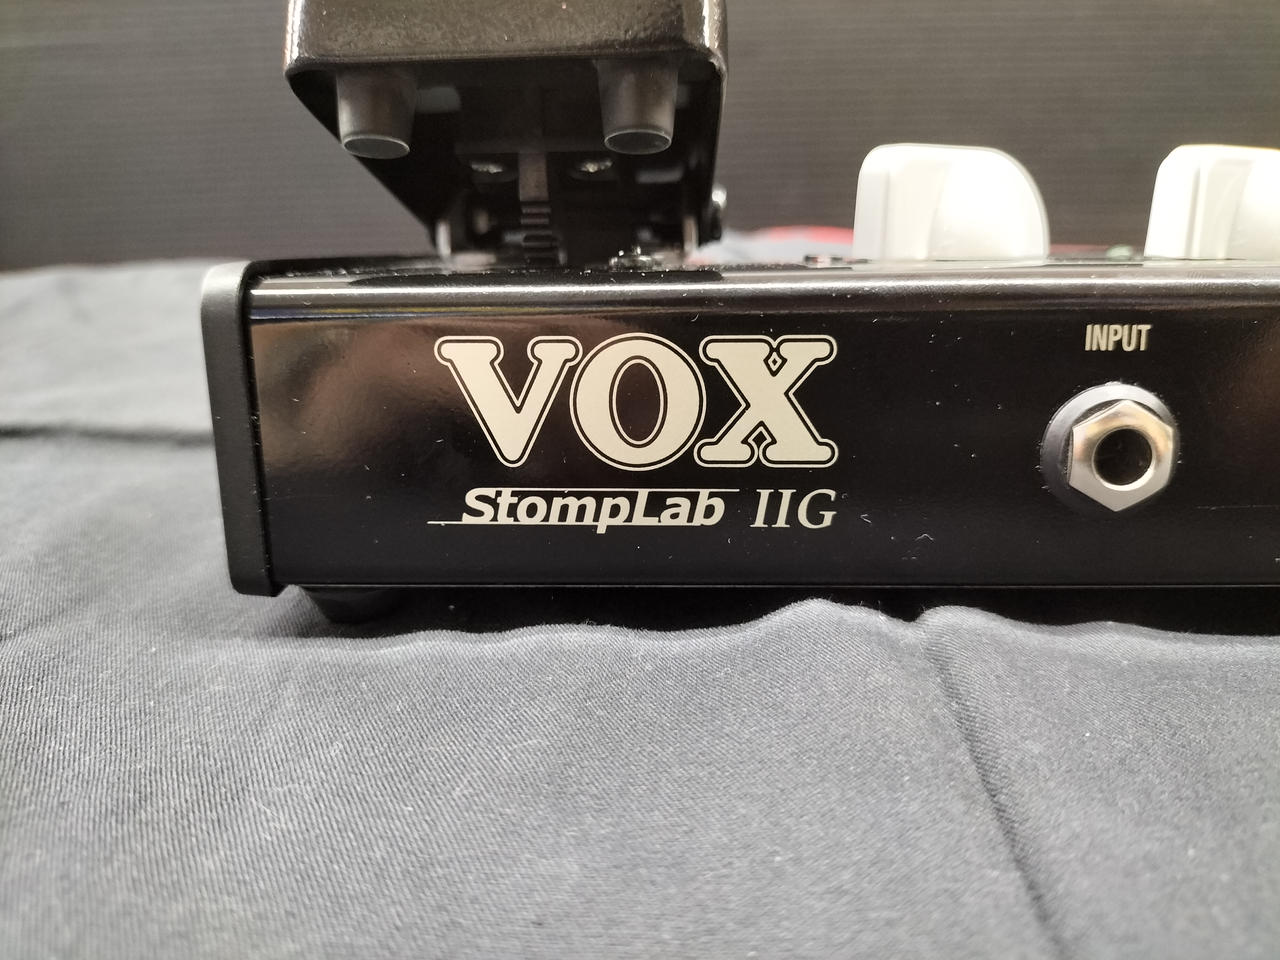 VOX
StompLab IIG
INPUT